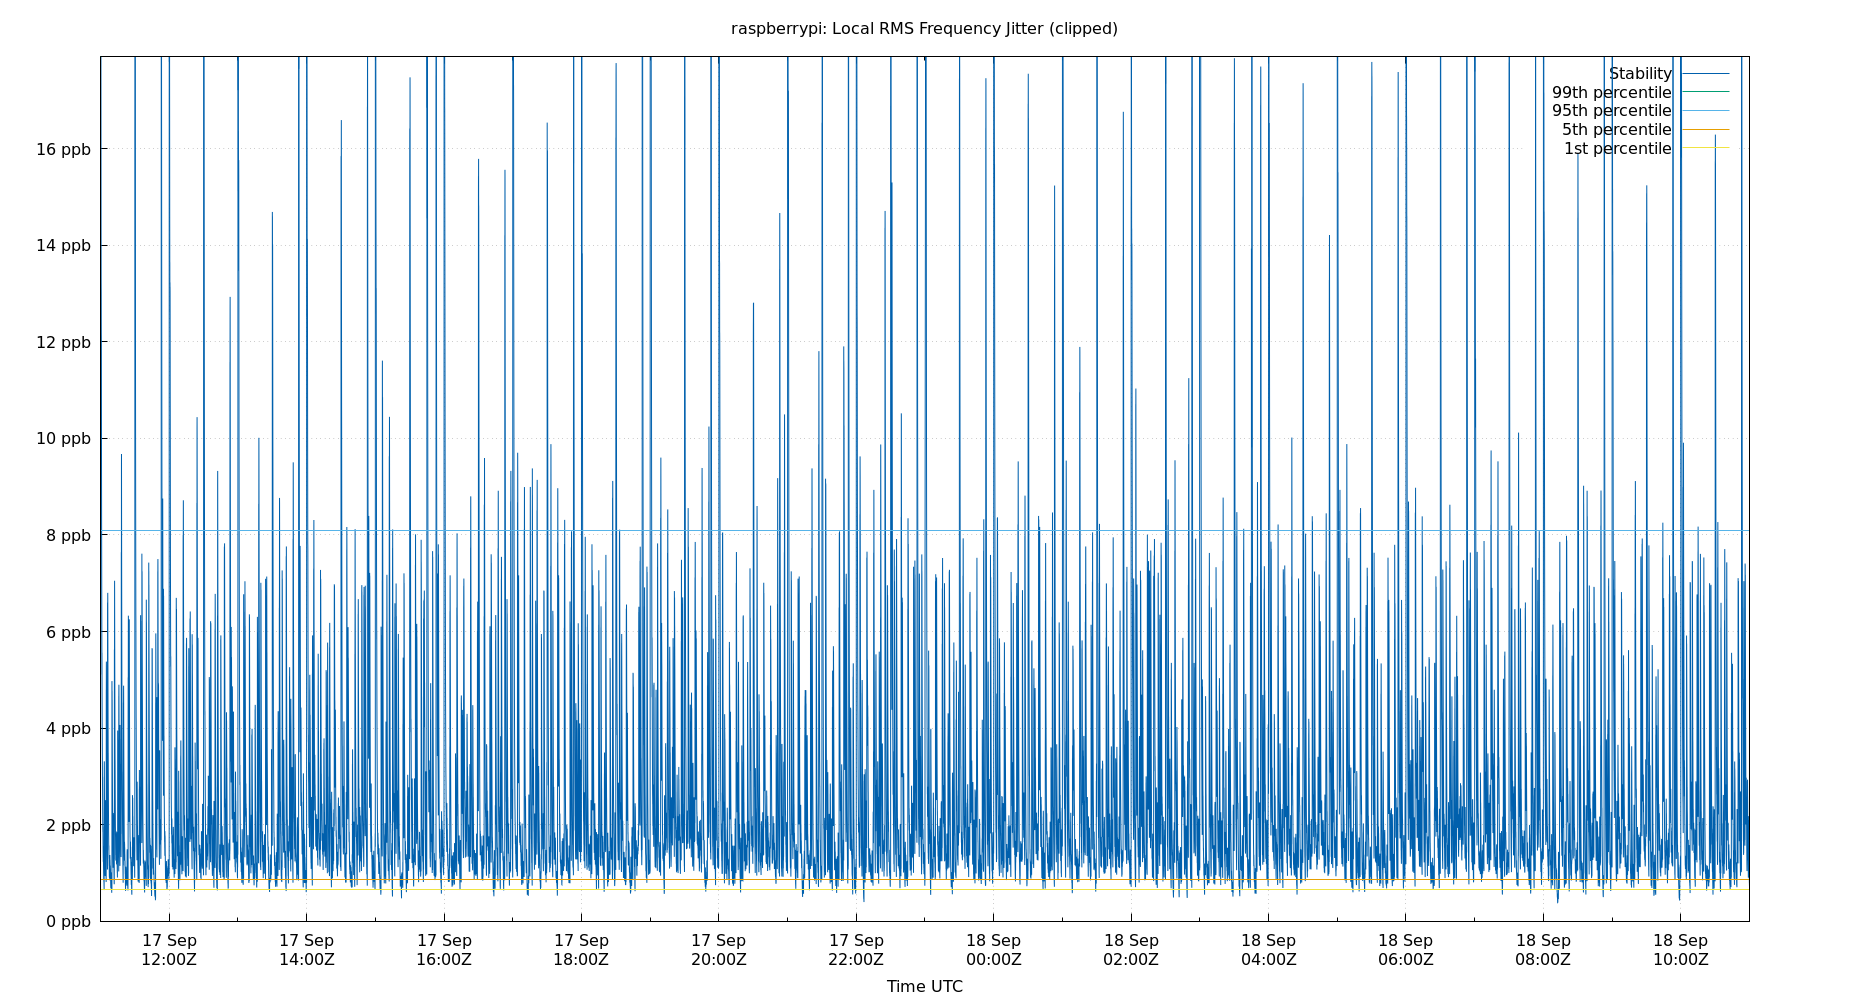 raspberrypi: Local RMS Frequency Jitter (clipped)
Stability
99th percentile
95th percentile
5th percentile
1st percentile
16 ppb
14 ppb
12 ppb
10 ppb
8 ppb
6 ppb
4 ppb
2 ppb
0 ppb
17 Sep 17 Sep 17 Sep 17 Sep 17 Sep 17 Sep 18 Sep 18 Sep 18 Sep 18 Sep 18 Sep 18 Sep
12:00Z 14:00Z 16:00Z 18:00Z 20:00Z 22:00Z 00:00Z 02:00Z 04:00Z 06:00Z 08:00Z 10:00Z
Time UTC